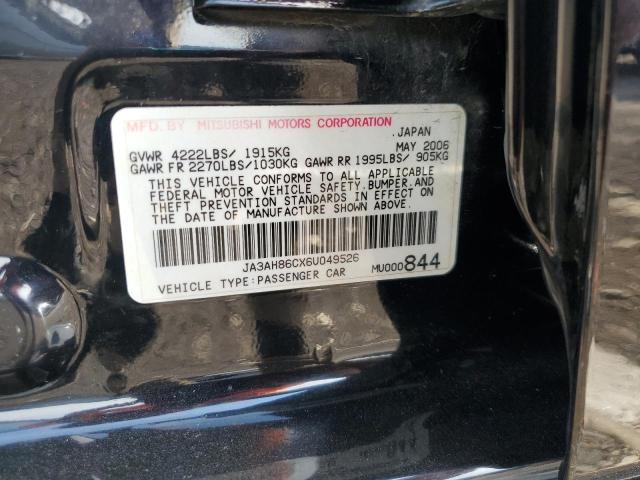 MFD. BY MITSUBISHI MOTORS CORPORATION
JAPAN
GVWR 4222LBS/ 1915KG MAY 2006
GAWR FR 2270LBS/1030KG GAWR RR 1995LBS/ 905KG
THIS VEHICLE CONFORMS TO ALL APPLICABLE
FEDERAL MOTOR VEHICLE SAFETY, BUMPER, AND
THEFT PREVENTION STANDARDS IN EFFECT ON
THE DATE OF MANUFACTURE SHOWN ABOVE.
JA3AH86CX6U049526
VEHICLE TYPE:PASSENGER CAR MU000844